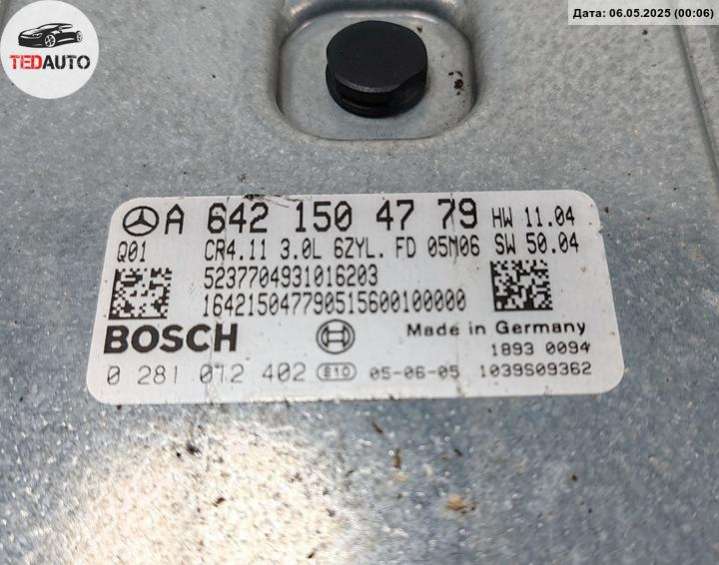 Дата: 06.05.2025 (00:06)
TEDAUTO
A 642 150 47 79 HW 11.04
Q01 CR4.11 3.0L 6ZYL. FD 05M06 SW 50.04
5237704931016203
16421504779051560010000​0
BOSCH Made in Germany
1893 0094
0 281 012 402 E10 05-06-05 1039S09362